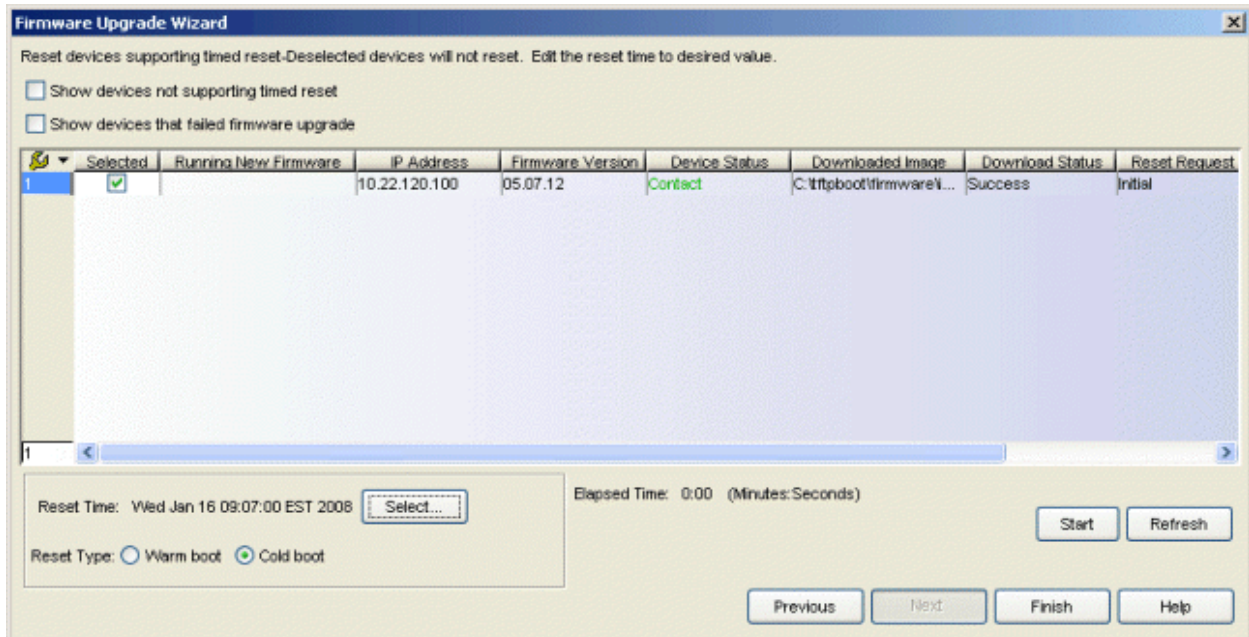 Firmware Upgrade Wizard
Reset devices supporting timed reset-Deselected devices will not reset. Edit the reset time to desired value.
Show devices not supporting timed reset
Show devices that failed firmware upgrade
Selected Running New Firmware IP Address Firmware Version Device Status Downloaded Image Download Status Reset Request
1 10.22.120.100 05.07.12 Contact C:\tftpboot\firmware\i... Success Initial
1
Reset Time: Wed Jan 16 09:07:00 EST 2008 Select... Elapsed Time: 0:00 (Minutes:Seconds)
Start Refresh
Reset Type: Warm boot Cold boot
Previous Next Finish Help